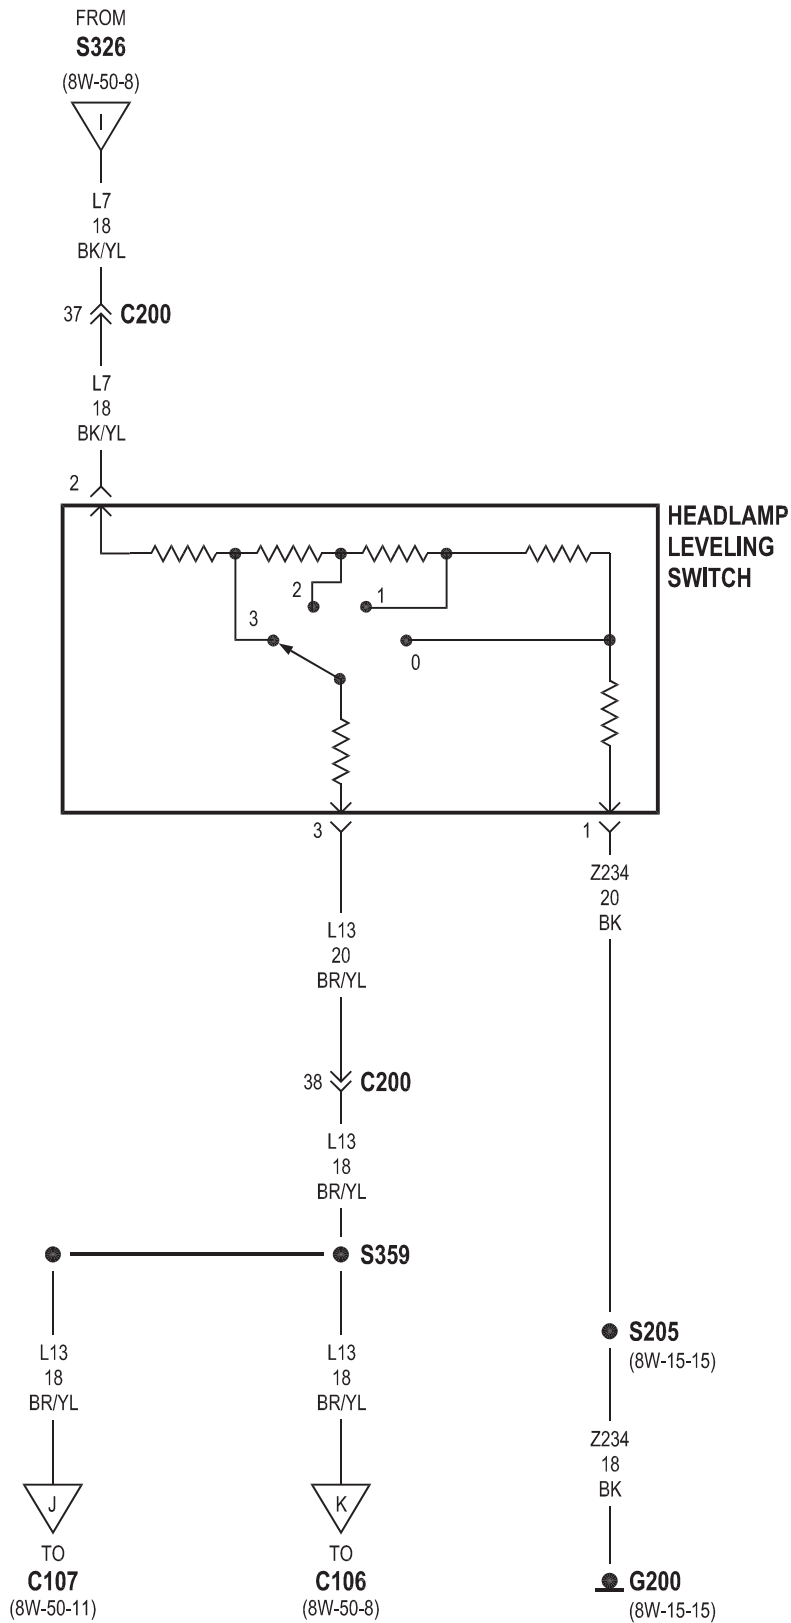 FROM
S326
(8W-50-8)
I
L7
18
BK/YL
37 C200
L7
18
BK/YL
2
HEADLAMP
LEVELING
SWITCH
2
1
3
0
3
1
Z234
20
BK
L13
20
BR/YL
38 C200
L13
18
BR/YL
S359
S205
(8W-15-15)
L13
18
BR/YL
L13
18
BR/YL
Z234
18
BK
J
K
TO
C107
(8W-50-11)
TO
C106
(8W-50-8)
G200
(8W-15-15)